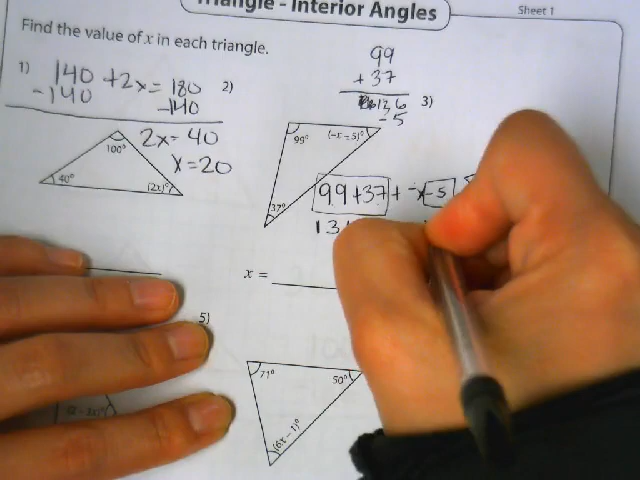 Triangle - Interior Angles
Sheet 1
Find the value of x in each triangle.
1)
140 + 2x = 180
-140 -140
2x = 40
x = 20
100°
40°
(2x)°
2)
99
+ 37
136
- 5
99°
(-x - 5)°
37°
99+37 + -x -5
x =
3)
5)
71°
50°
(6x - 1)°